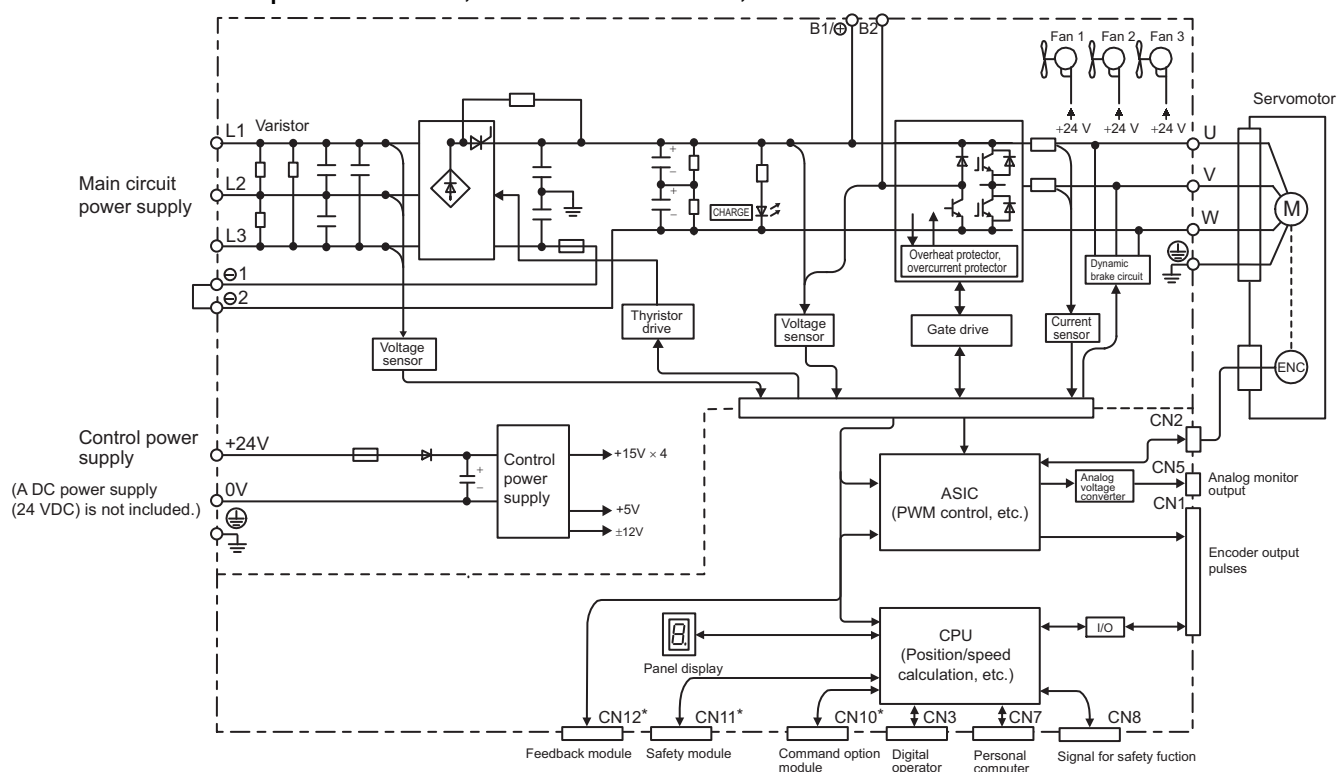 B1/⊕ B2
Fan 1 Fan 2 Fan 3
+24 V +24 V +24 V
Servomotor
Varistor
L1
U
Main circuit
power supply
L2
V
CHARGE
M
L3
W
Overheat protector,
overcurrent protector
Dynamic
brake circuit
⊖1
⊖2
Thyristor
drive
Voltage
sensor
Gate drive
Current
sensor
Voltage
sensor
ENC
CN2
Control power
supply
+24V
Control
power
supply
+15V × 4
(A DC power supply
(24 VDC) is not included.)
0V
+5V
±12V
ASIC
(PWM control, etc.)
Analog
voltage
converter
CN5
Analog monitor
output
CN1
Encoder output
pulses
8.
Panel display
CPU
(Position/speed
calculation, etc.)
I/O
CN12* CN11* CN10* CN3 CN7 CN8
Feedback module
Safety module
Command option
module
Digital
operator
Personal
computer
Signal for safety fuction